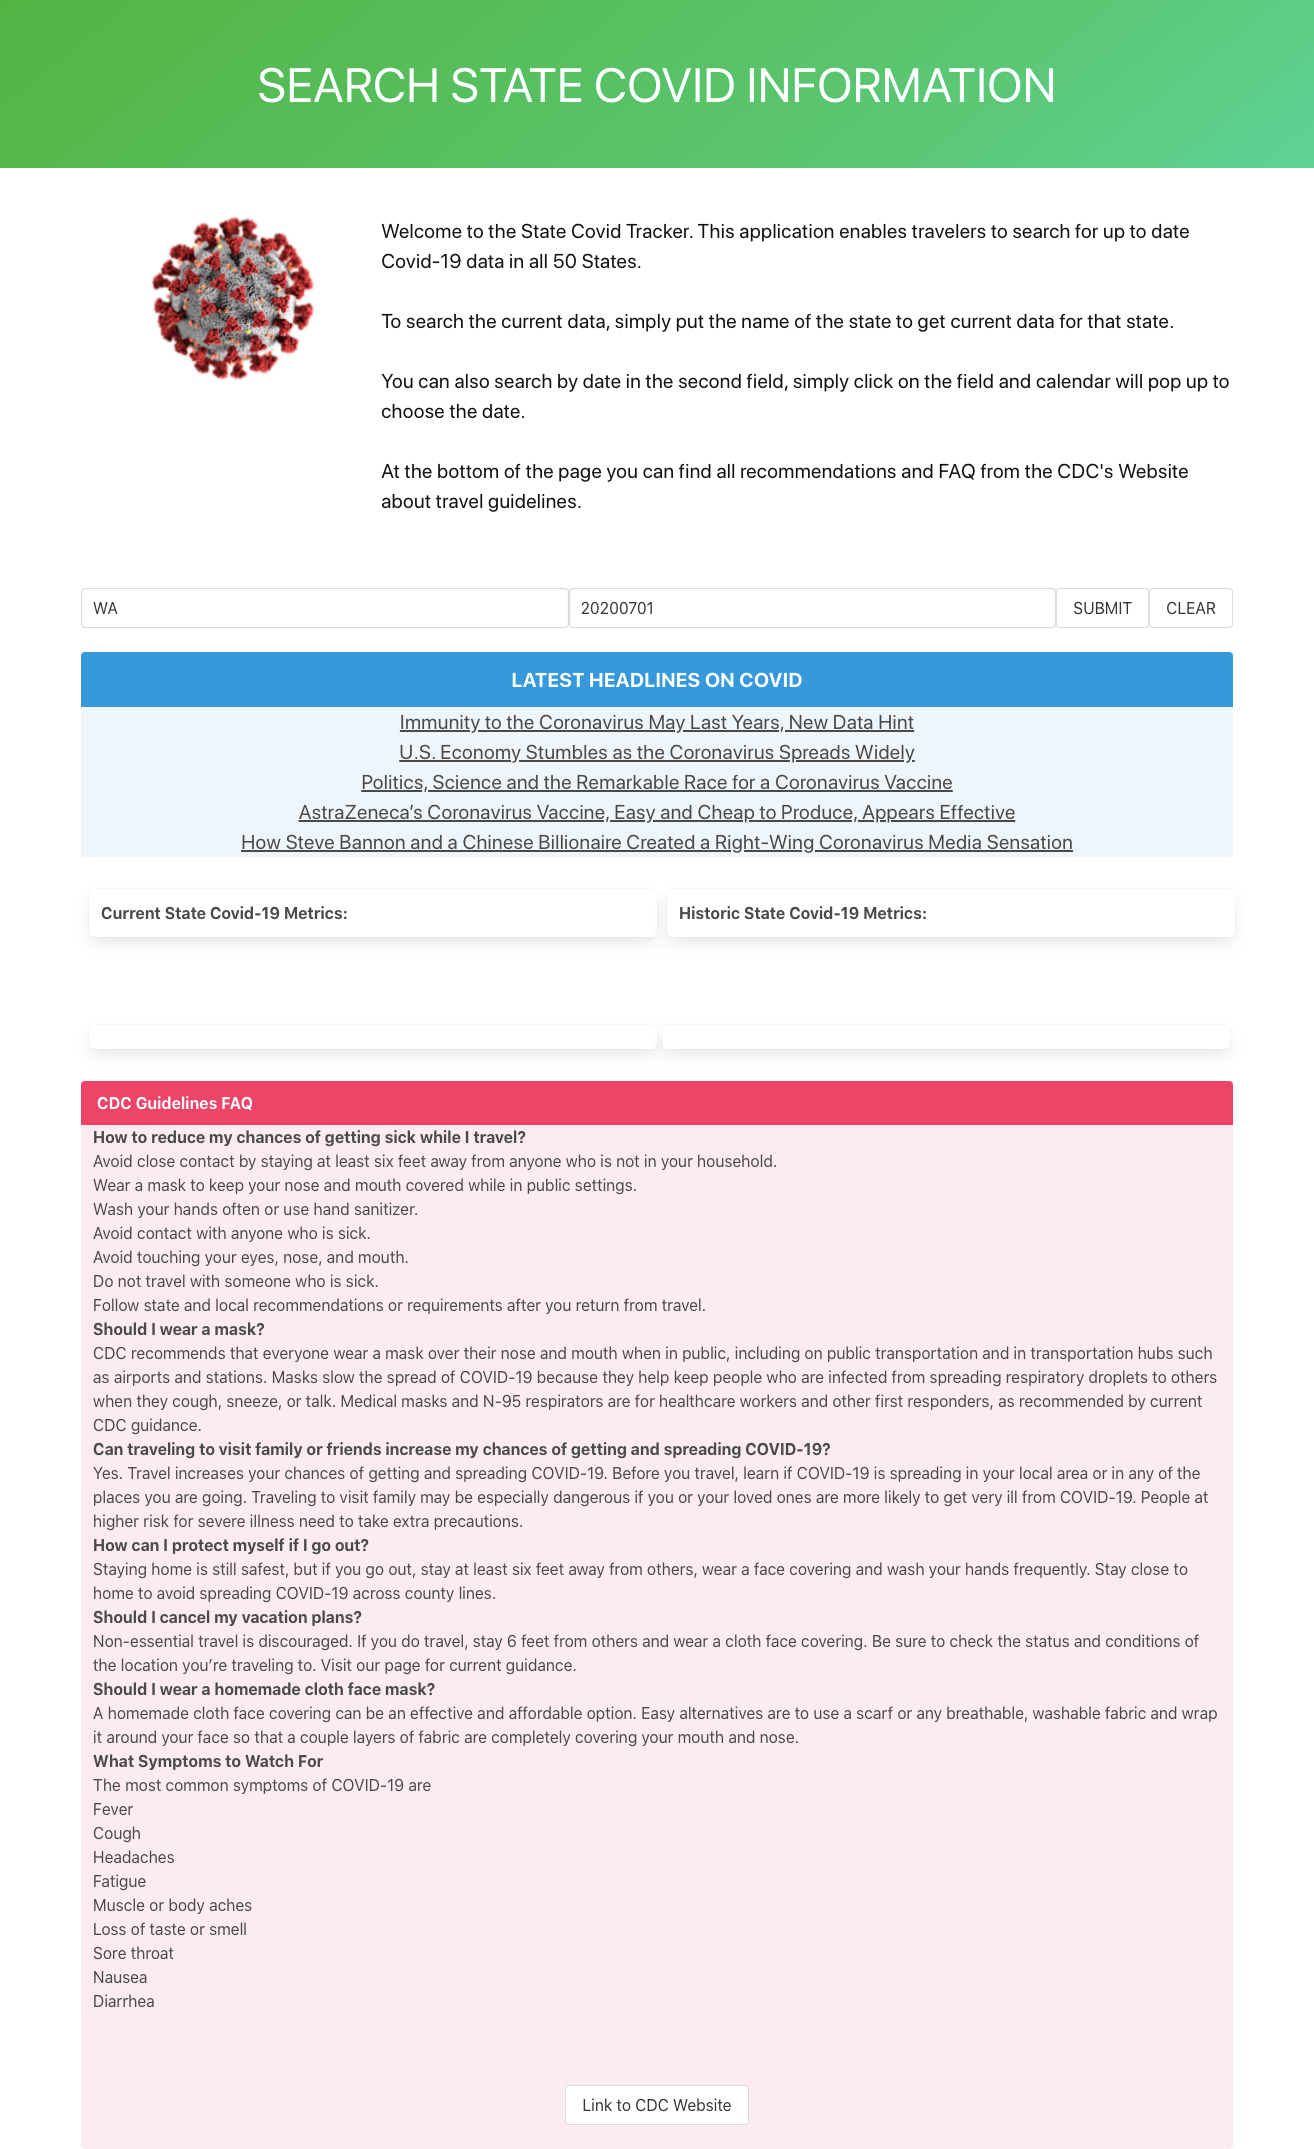 SEARCH STATE COVID INFORMATION
Welcome to the State Covid Tracker. This application enables travelers to search for up to date
Covid-19 data in all 50 States.
To search the current data, simply put the name of the state to get current data for that state.
You can also search by date in the second field, simply click on the field and calendar will pop up to
choose the date.
At the bottom of the page you can find all recommendations and FAQ from the CDC's Website
about travel guidelines.
WA 20200701 SUBMIT CLEAR
LATEST HEADLINES ON COVID
Immunity to the Coronavirus May Last Years, New Data Hint
U.S. Economy Stumbles as the Coronavirus Spreads Widely
Politics, Science and the Remarkable Race for a Coronavirus Vaccine
AstraZeneca’s Coronavirus Vaccine, Easy and Cheap to Produce, Appears Effective
How Steve Bannon and a Chinese Billionaire Created a Right-Wing Coronavirus Media Sensation
Current State Covid-19 Metrics: Historic State Covid-19 Metrics:
CDC Guidelines FAQ
How to reduce my chances of getting sick while I travel?
Avoid close contact by staying at least six feet away from anyone who is not in your household.
Wear a mask to keep your nose and mouth covered while in public settings.
Wash your hands often or use hand sanitizer.
Avoid contact with anyone who is sick.
Avoid touching your eyes, nose, and mouth.
Do not travel with someone who is sick.
Follow state and local recommendations or requirements after you return from travel.
Should I wear a mask?
CDC recommends that everyone wear a mask over their nose and mouth when in public, including on public transportation and in transportation hubs such
as airports and stations. Masks slow the spread of COVID-19 because they help keep people who are infected from spreading respiratory droplets to others
when they cough, sneeze, or talk. Medical masks and N-95 respirators are for healthcare workers and other first responders, as recommended by current
CDC guidance.
Can traveling to visit family or friends increase my chances of getting and spreading COVID-19?
Yes. Travel increases your chances of getting and spreading COVID-19. Before you travel, learn if COVID-19 is spreading in your local area or in any of the
places you are going. Traveling to visit family may be especially dangerous if you or your loved ones are more likely to get very ill from COVID-19. People at
higher risk for severe illness need to take extra precautions.
How can I protect myself if I go out?
Staying home is still safest, but if you go out, stay at least six feet away from others, wear a face covering and wash your hands frequently. Stay close to
home to avoid spreading COVID-19 across county lines.
Should I cancel my vacation plans?
Non-essential travel is discouraged. If you do travel, stay 6 feet from others and wear a cloth face covering. Be sure to check the status and conditions of
the location you’re traveling to. Visit our page for current guidance.
Should I wear a homemade cloth face mask?
A homemade cloth face covering can be an effective and affordable option. Easy alternatives are to use a scarf or any breathable, washable fabric and wrap
it around your face so that a couple layers of fabric are completely covering your mouth and nose.
What Symptoms to Watch For
The most common symptoms of COVID-19 are
Fever
Cough
Headaches
Fatigue
Muscle or body aches
Loss of taste or smell
Sore throat
Nausea
Diarrhea
Link to CDC Website